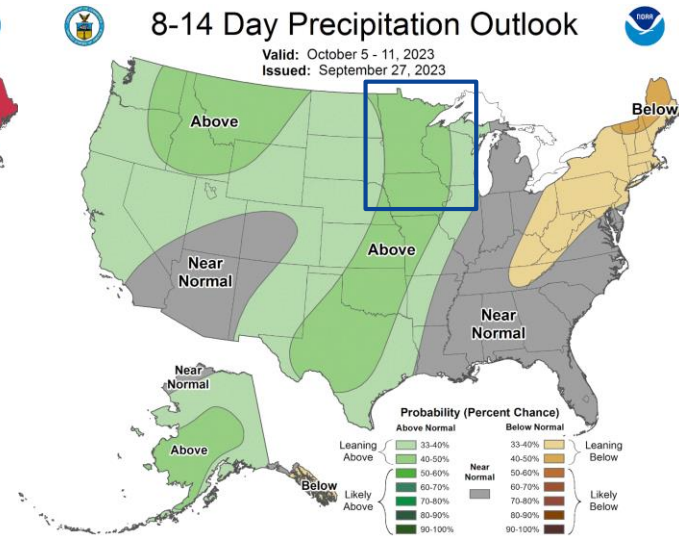 8-14 Day Precipitation Outlook
NOAA
Valid: October 5 - 11, 2023
Issued: September 27, 2023
Above
Below
Above
Near
Normal
Near
Normal
Near
Normal
Above
Below
Probability (Percent Chance)
Above Normal
Below Normal
Leaning
Above
33-40%
40-50%
Likely
Above
50-60%
60-70%
70-80%
80-90%
90-100%
Near
Normal
33-40%
40-50%
Leaning
Below
50-60%
60-70%
70-80%
80-90%
90-100%
Likely
Below